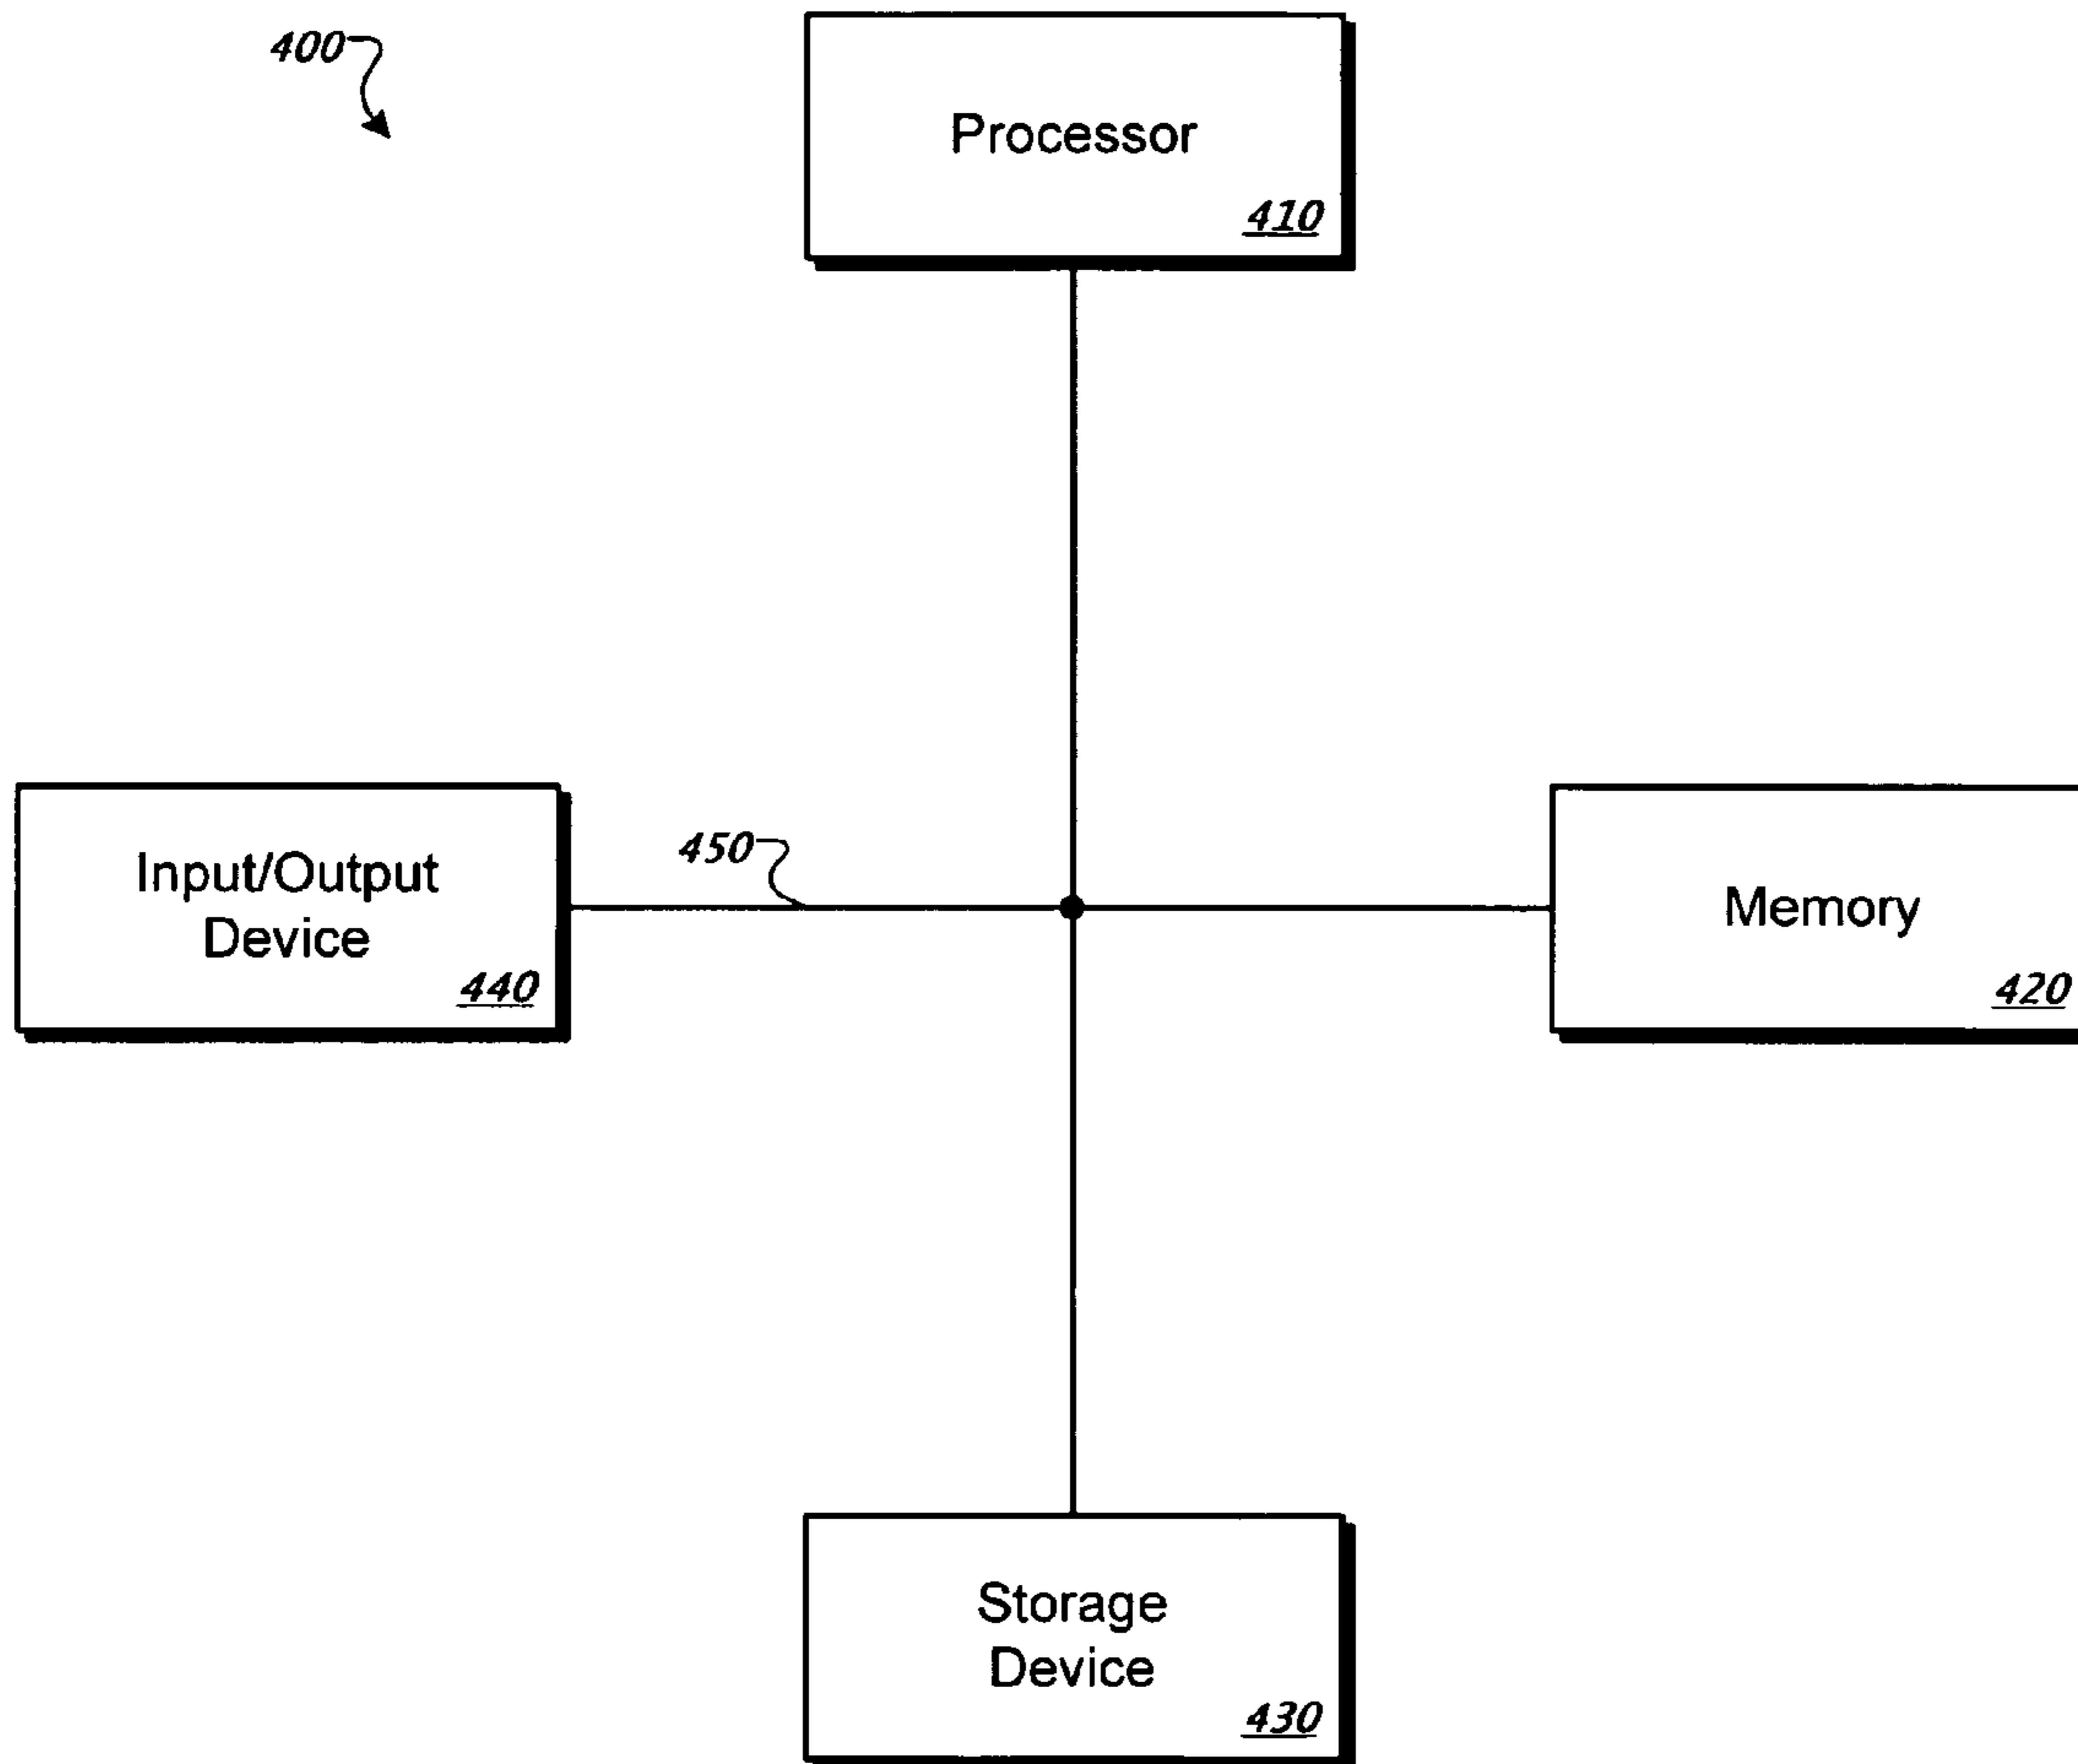 400
Processor
410
Input/Output
Device
440
450
Memory
420
Storage
Device
430